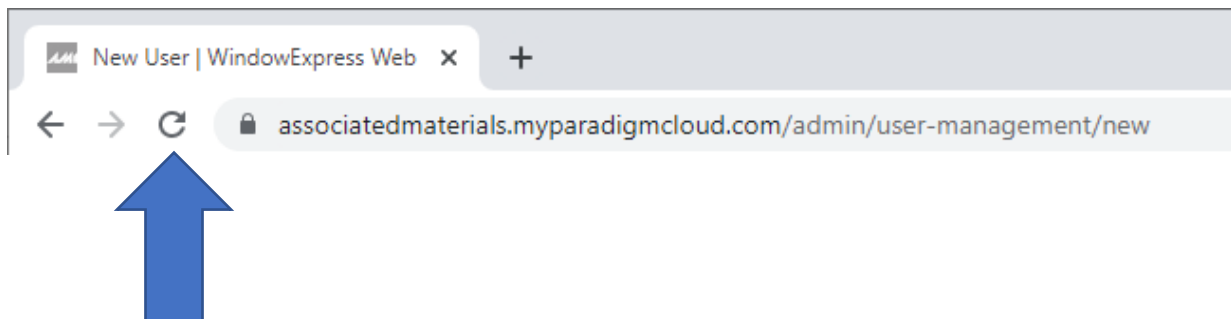 New User | WindowExpress Web
associatedmaterials.myparadigmcloud.com/admin/user-management/new